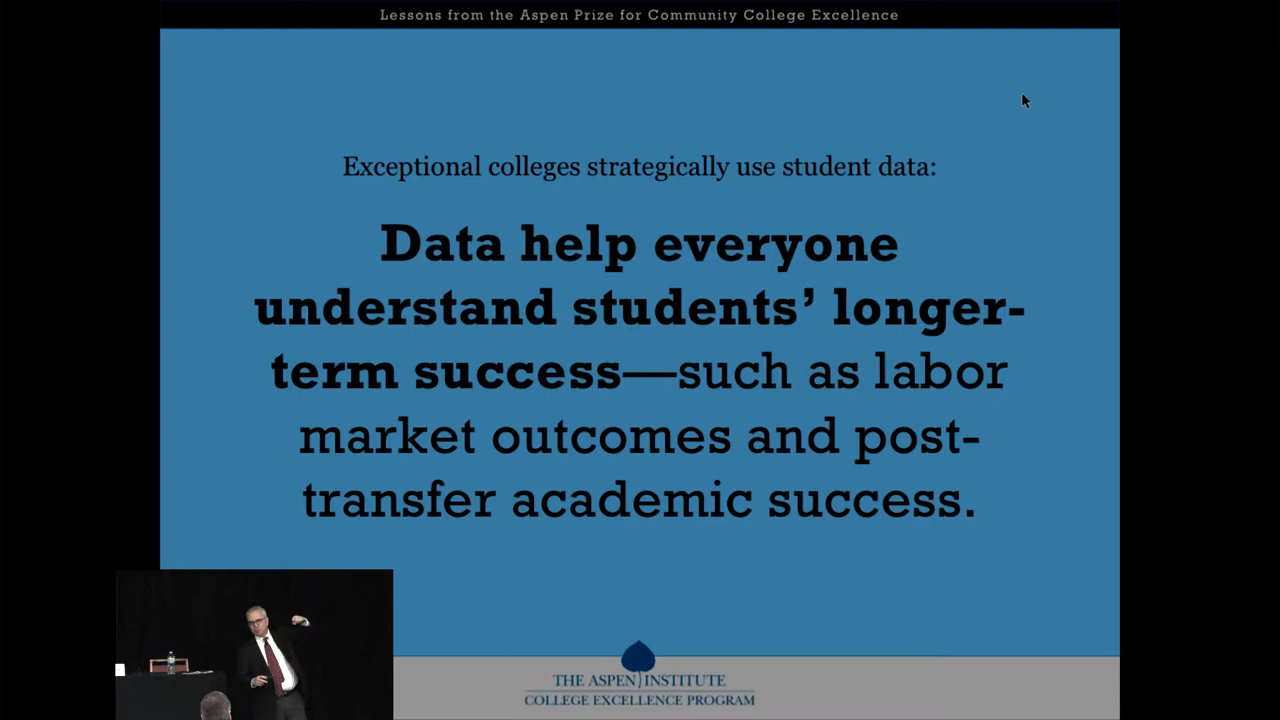 Lessons from the Aspen Prize for Community College Excellence
Exceptional colleges strategically use student data:
Data help everyone
understand students’ longer-
term success—such as labor
market outcomes and post-
transfer academic success.
THE ASPEN INSTITUTE
COLLEGE EXCELLENCE PROGRAM